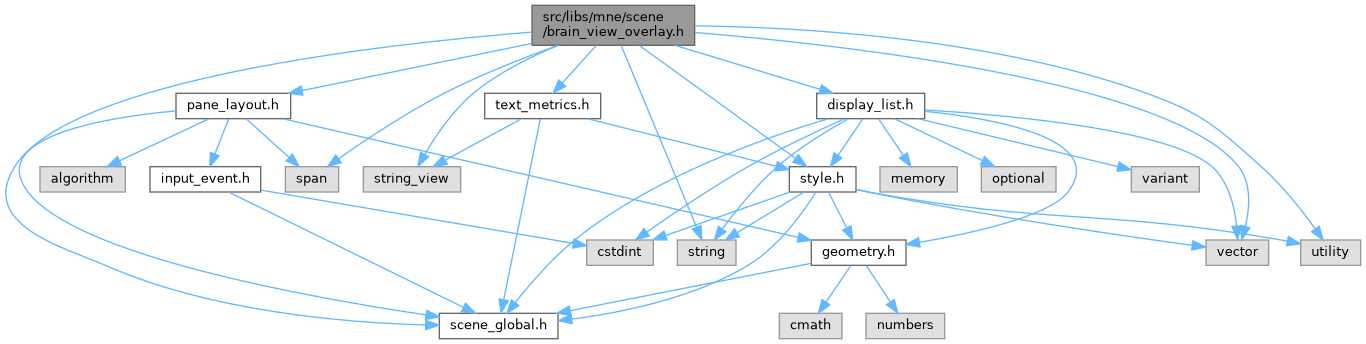 src/libs/mne/scene
/brain_view_overlay.h
pane_layout.h
text_metrics.h
display_list.h
algorithm
input_event.h
span
string_view
style.h
memory
optional
variant
cstdint
string
geometry.h
vector
utility
scene_global.h
cmath
numbers